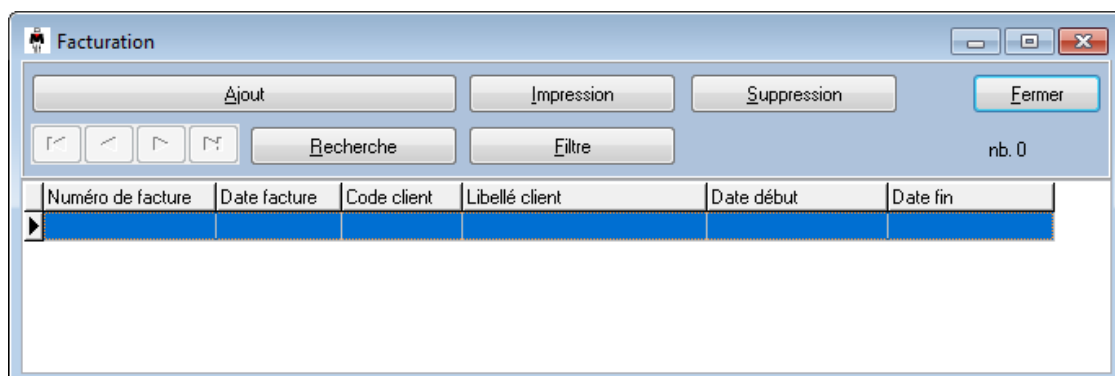 Facturation
Ajout Impression Suppression Fermer
Recherche Filtre nb. 0
Numéro de facture Date facture Code client Libellé client Date début Date fin